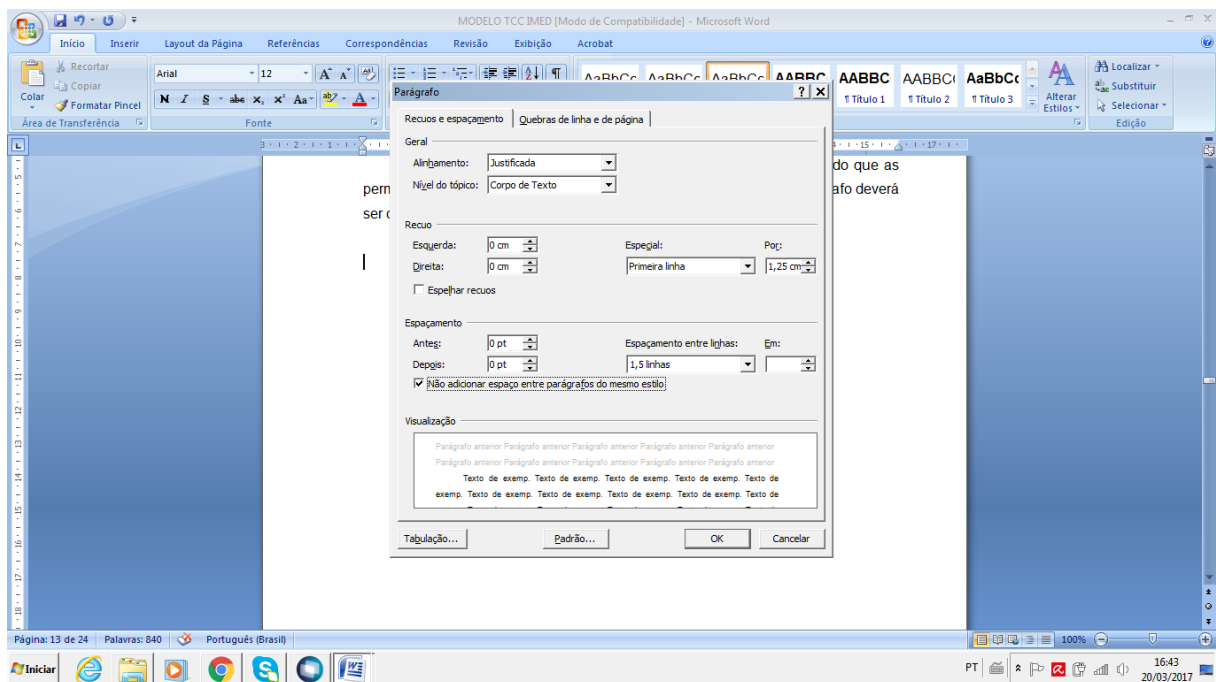 MODELO TCC IMED [Modo de Compatibilidade] - Microsoft Word
Início Inserir Layout da Página Referências Correspondências Revisão Exibição Acrobat
Colar
Recortar
Copiar
Formatar Pincel
Área de Transferência
Arial 12
N I S abe x₂ x² Aa
Fonte
AaBbCc AaBbCc AaBbCc AABBC AABBC AABBC AaBbCc
¶ Título 1 ¶ Título 2 ¶ Título 3
Alterar
Estilos
Localizar
Substituir
Selecionar
Edição
do que as
afo deverá
ser
Parágrafo
Recuos e espaçamento Quebras de linha e de página
Geral
Alinhamento: Justificada
Nível do tópico: Corpo de Texto
Recuo
Esquerda: 0 cm Especial: Por:
Direita: 0 cm Primeira linha 1,25 cm
Espelhar recuos
Espaçamento
Antes: 0 pt Espaçamento entre linhas: Em:
Depois: 0 pt 1,5 linhas
Não adicionar espaço entre parágrafos do mesmo estilo
Visualização
Parágrafo anterior Parágrafo anterior Parágrafo anterior Parágrafo anterior Parágrafo anterior
Parágrafo anterior Parágrafo anterior Parágrafo anterior Parágrafo anterior Parágrafo anterior
Texto de exemp. Texto de exemp. Texto de exemp. Texto de exemp. Texto de
exemp. Texto de exemp. Texto de exemp. Texto de exemp. Texto de exemp. Texto de
Tabulação... Padrão... OK Cancelar
Página: 13 de 24 Palavras: 840 Português (Brasil) 100%
Iniciar PT 16:43
20/03/2017